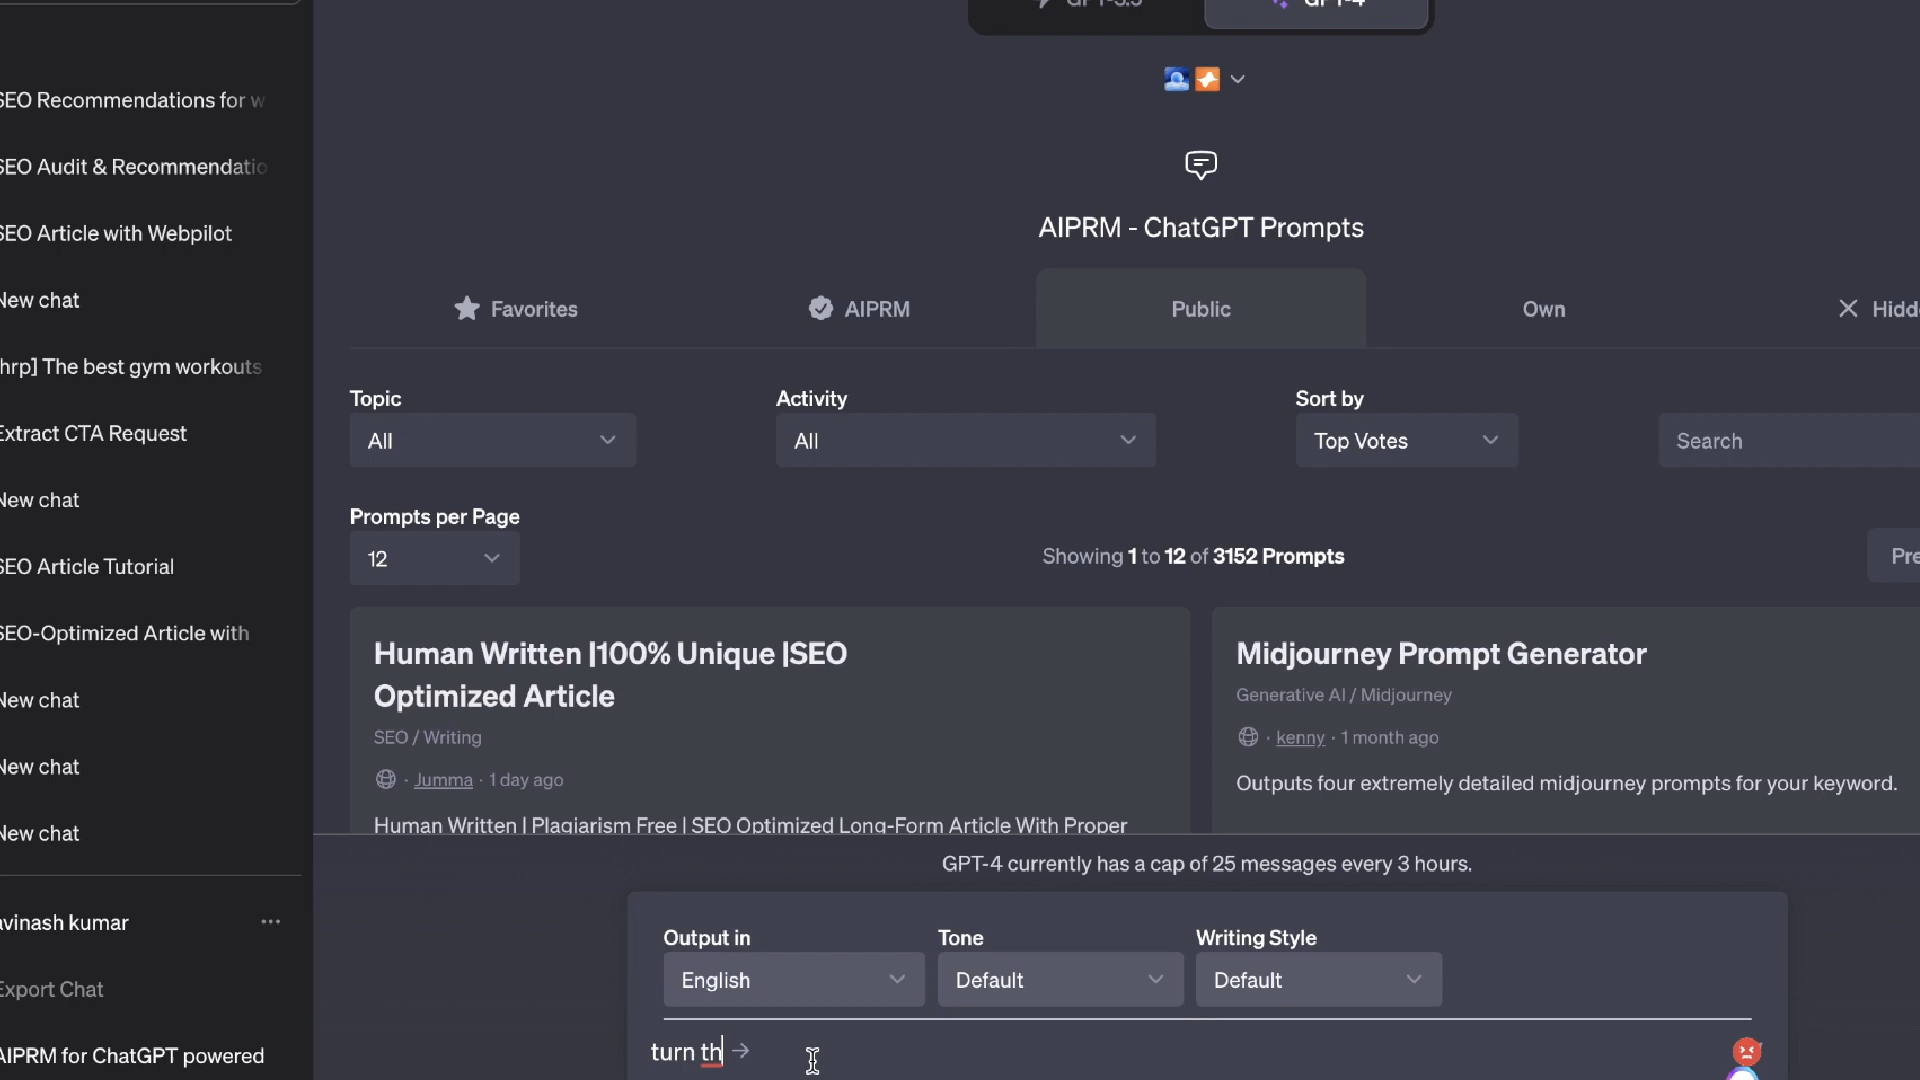 GPT-3.5
GPT-4
SEO Recommendations for w
SEO Audit & Recommendatio
SEO Article with Webpilot
New chat
hrp] The best gym workouts
Extract CTA Request
New chat
SEO Article Tutorial
SEO-Optimized Article with
New chat
New chat
New chat
avinash kumar
Export Chat
AIPRM for ChatGPT powered
AIPRM - ChatGPT Prompts
Favorites
AIPRM
Public
Own
Hidd
Topic
Activity
Sort by
All
All
Top Votes
Search
Prompts per Page
12
Showing 1 to 12 of 3152 Prompts
Pre
Human Written |100% Unique |SEO
Optimized Article
SEO / Writing
· Jumma · 1 day ago
Human Written | Plagiarism Free | SEO Optimized Long-Form Article With Proper
Midjourney Prompt Generator
Generative AI / Midjourney
· kenny · 1 month ago
Outputs four extremely detailed midjourney prompts for your keyword.
GPT-4 currently has a cap of 25 messages every 3 hours.
Output in
Tone
Writing Style
English
Default
Default
turn th